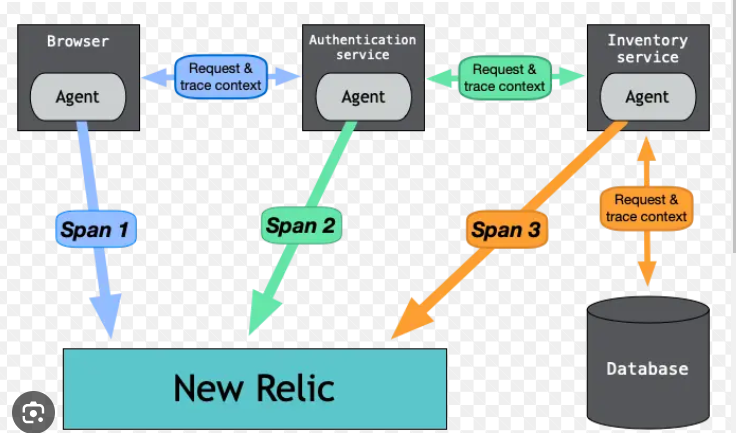 Browser
Agent
Request &
trace context
Authentication
service
Agent
Request &
trace context
Inventory
service
Agent
Span 1
Span 2
Span 3
Request &
trace context
New Relic
Database